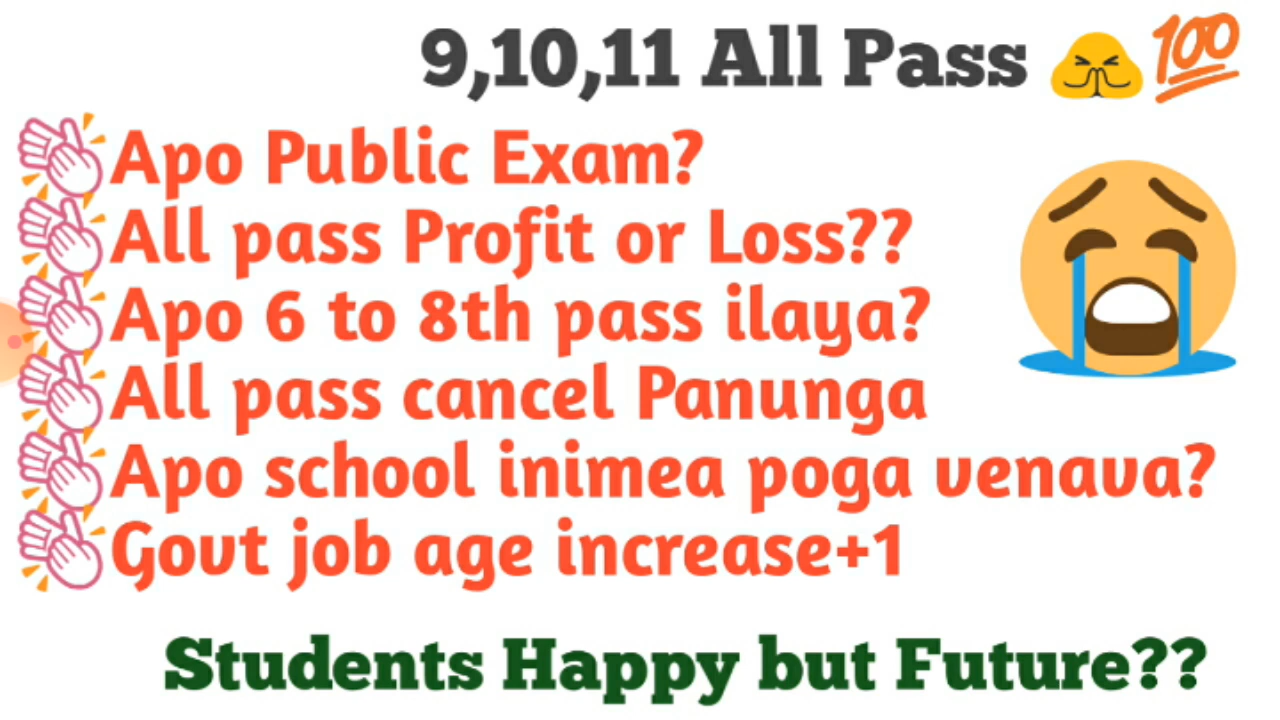 9,10,11 All Pass 🙏💯
Apo Public Exam?
All pass Profit or Loss??
Apo 6 to 8th pass ilaya?
All pass cancel Panunga
Apo school inimea poga venava?
Govt job age increase+1
Students Happy but Future??